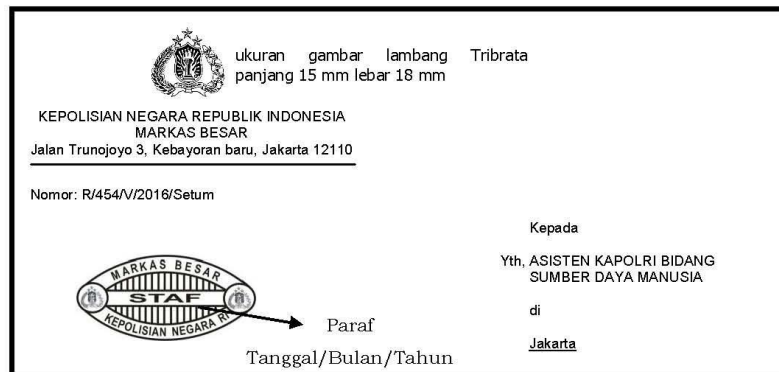 ukuran gambar lambang Tribrata
panjang 15 mm lebar 18 mm
KEPOLISIAN NEGARA REPUBLIK INDONESIA
MARKAS BESAR
Jalan Trunojoyo 3, Kebayoran baru, Jakarta 12110
Nomor: R/454/V/2016/Setum
Kepada
Yth, ASISTEN KAPOLRI BIDANG
SUMBER DAYA MANUSIA
di
Jakarta
MARKAS BESAR
STAF
KEPOLISIAN NEGARA RI
Paraf
Tanggal/Bulan/Tahun